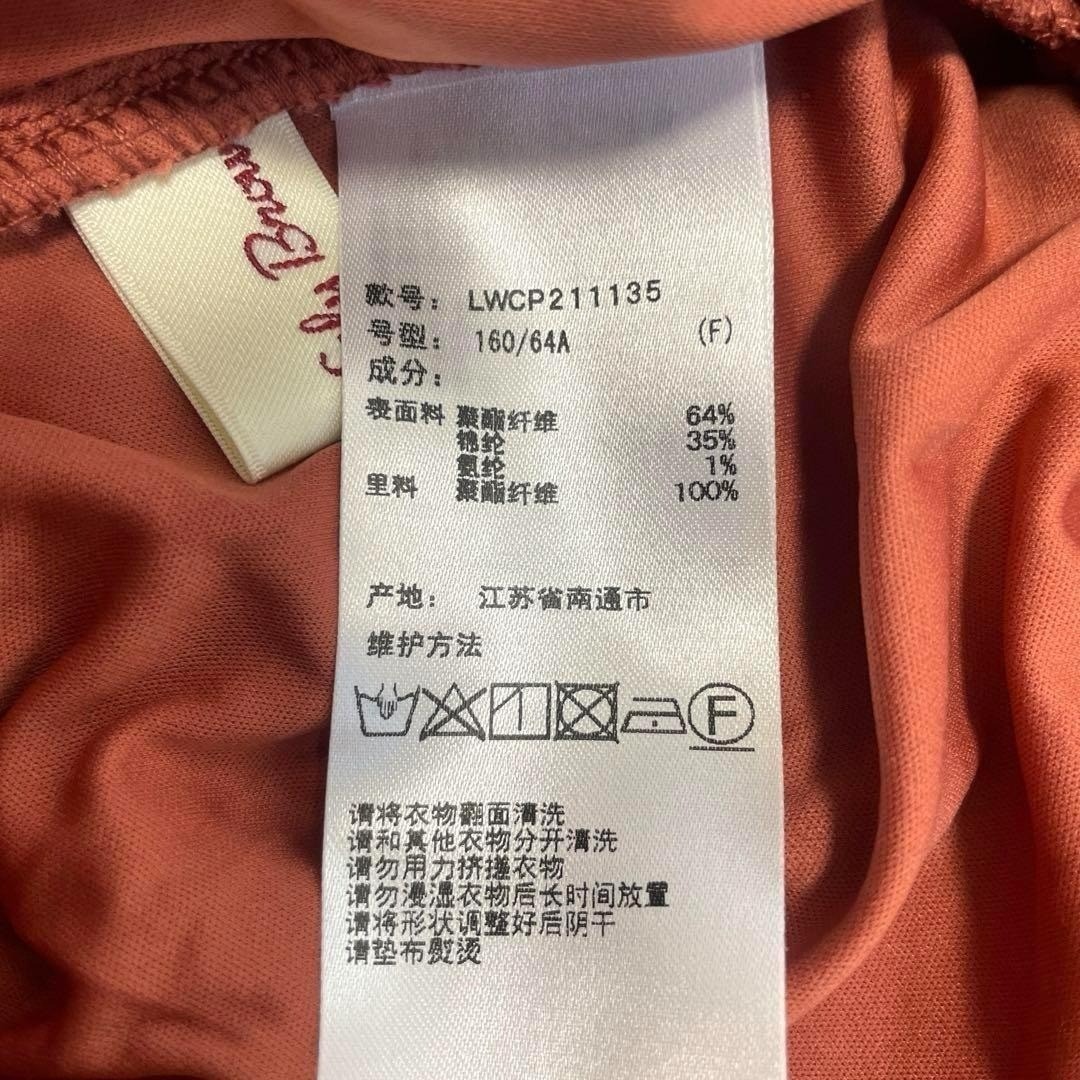 Lily Brown
款号: LWCP211135
号型: 160/64A (F)
成分:
表面料 聚酯纤维 64%
锦纶 35%
氨纶 1%
里料 聚酯纤维 100%
产地: 江苏省南通市
维护方法
F
请将衣物翻面清洗
请和其他衣物分开清洗
请勿用力挤搓衣物
请勿浸湿衣物后长时间放置
请将形状调整好后阴干
请垫布熨烫